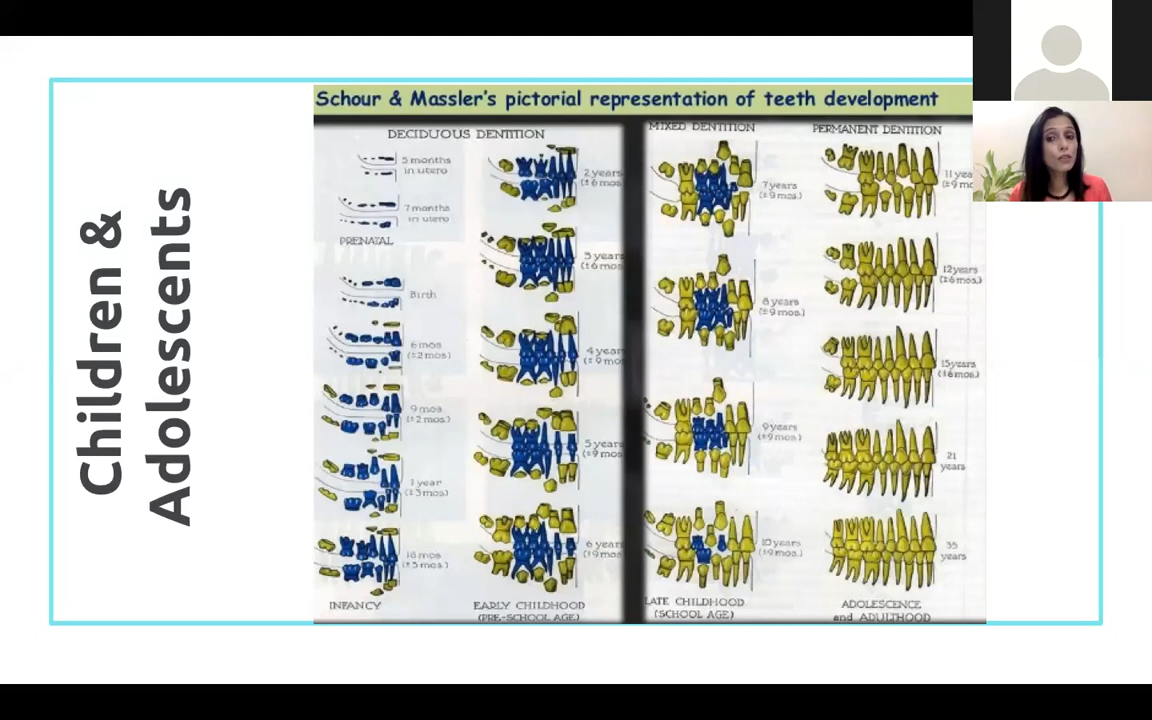 Children &
Adolescents
Schour & Massler's pictorial representation of teeth development
DECIDUOUS DENTITION
5 months
in utero
7 months
in utero
PRENATAL
Birth
6 mos
(±2 mos.)
9 mos
(±2 mos.)
1 year
(±3 mos.)
18 mos
(±3 mos.)
INFANCY
2 years
(±6 mos
3 years
(±6 mos
4 year
(±9 mo
5 years
(±9 mos
6 year
(±9 mos
EARLY CHILDHOOD
(PRE-SCHOOL AGE)
MIXED DENTITION
7 years
(±9 mos.)
8 years
(±9 mos.)
9 years
(±9 mos.)
10 years
(±9 mos.)
LATE CHILDHOOD
(SCHOOL AGE)
PERMANENT DENTITION
11 yea
(±9 mo
12 years
(±6 mos.)
15 years
(±6 mos.)
21
years
35
years
ADOLESCENCE
and ADULTHOOD